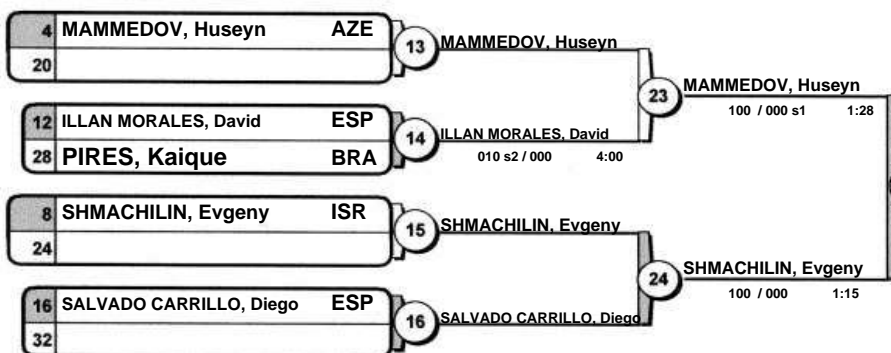 4 MAMMEDOV, Huseyn AZE
20
13 MAMMEDOV, Huseyn
12 ILLAN MORALES, David ESP
28 PIRES, Kaique BRA
14 ILLAN MORALES, David
010 s2 / 000 4:00
23 MAMMEDOV, Huseyn
100 / 000 s1 1:28
8 SHMACHILIN, Evgeny ISR
24
15 SHMACHILIN, Evgeny
16 SALVADO CARRILLO, Diego ESP
32
16 SALVADO CARRILLO, Diego
24 SHMACHILIN, Evgeny
100 / 000 1:15